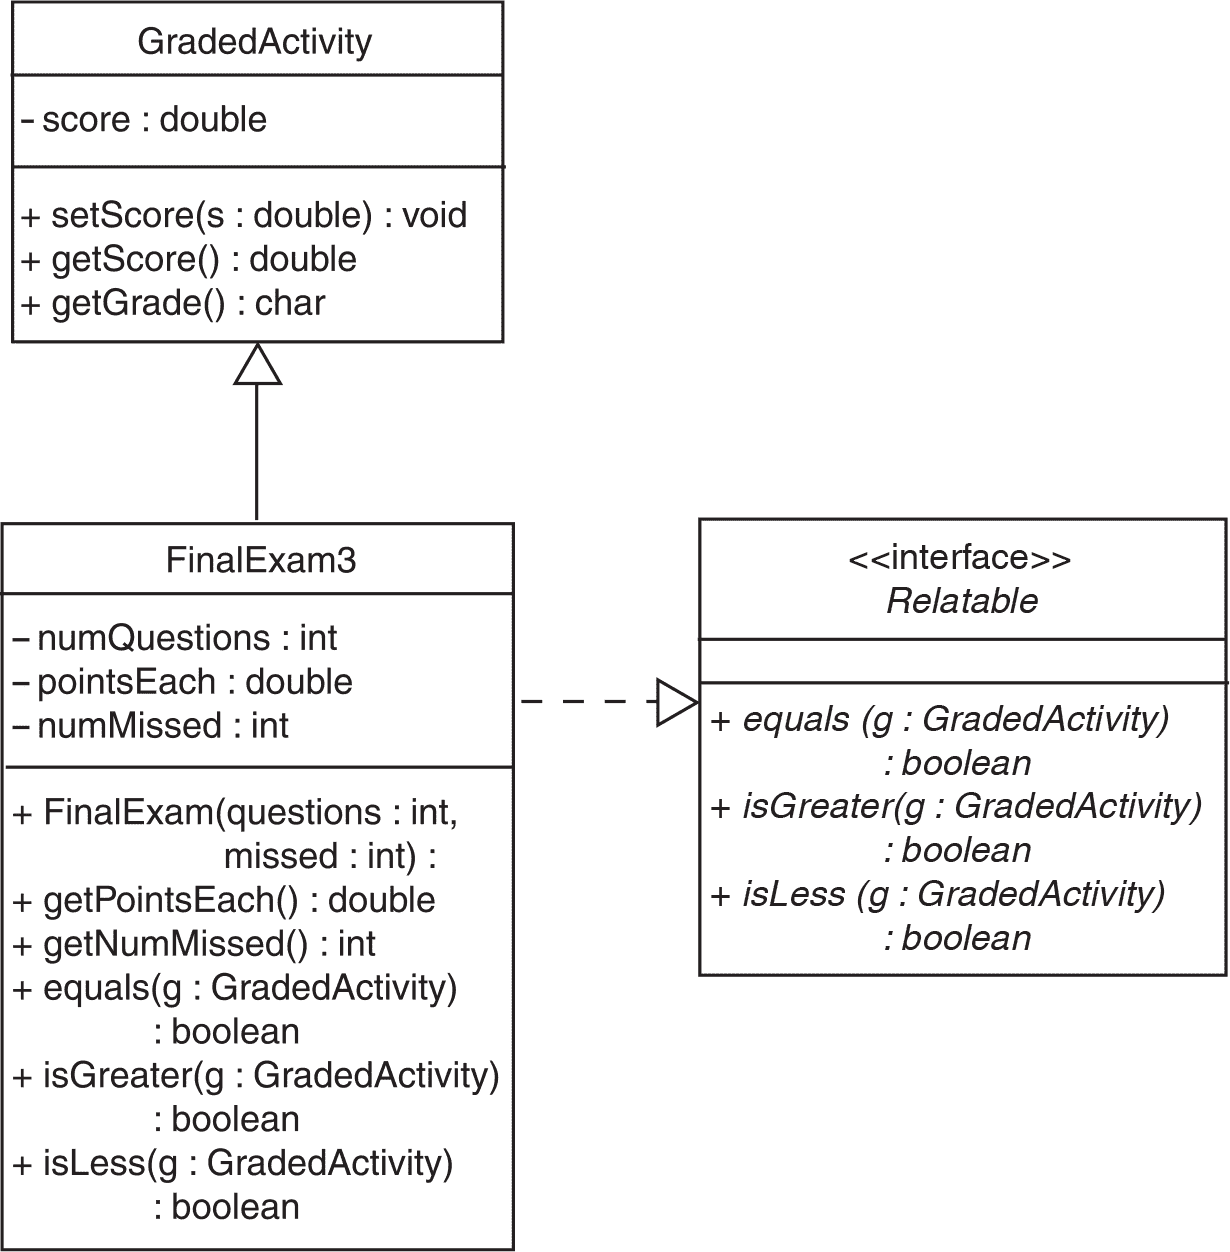 GradedActivity
- score : double
+ setScore(s : double) : void
+ getScore() : double
+ getGrade() : char
FinalExam3
– numQuestions : int
– pointsEach : double
– numMissed : int
+ FinalExam(questions : int,
missed : int) :
+ getPointsEach() : double
+ getNumMissed() : int
+ equals(g : GradedActivity)
: boolean
+ isGreater(g : GradedActivity)
: boolean
+ isLess(g : GradedActivity)
: boolean
<<interface>>
Relatable
+ equals (g : GradedActivity)
: boolean
+ isGreater(g : GradedActivity)
: boolean
+ isLess (g : GradedActivity)
: boolean